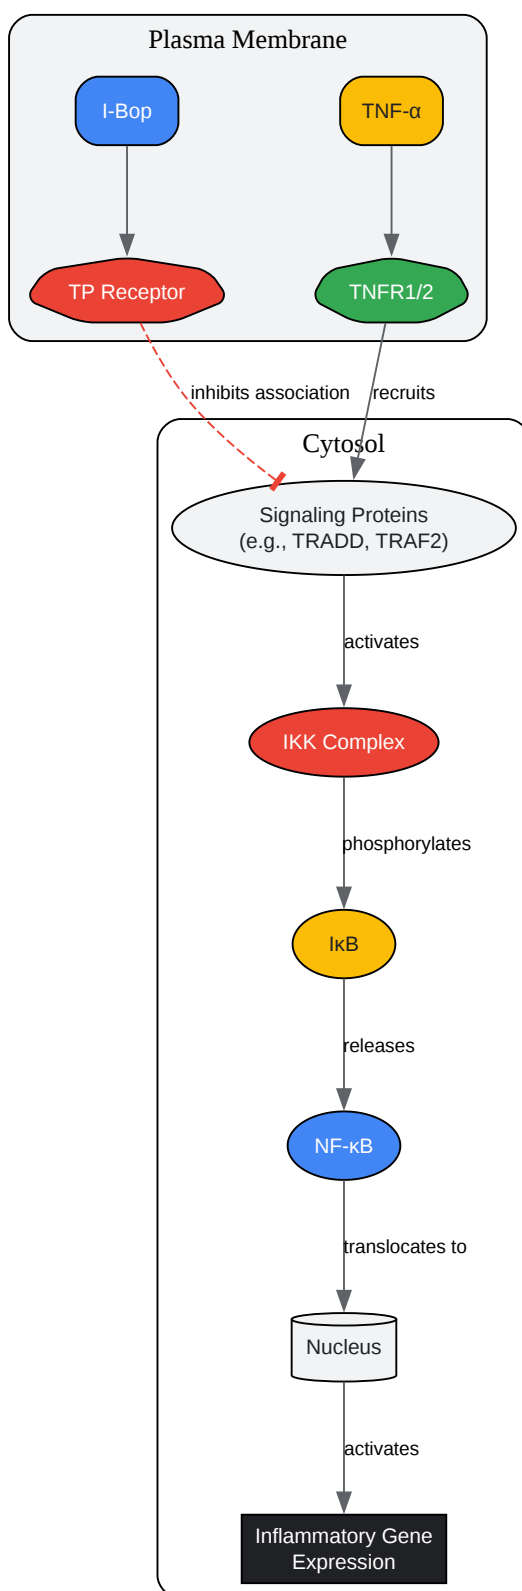 Plasma Membrane
I-Bop
TNF-α
TP Receptor
TNFR1/2
inhibits association
recruits
Cytosol
Signaling Proteins
(e.g., TRADD, TRAF2)
activates
IKK Complex
phosphorylates
IκB
releases
NF-κB
translocates to
Nucleus
activates
Inflammatory Gene
Expression